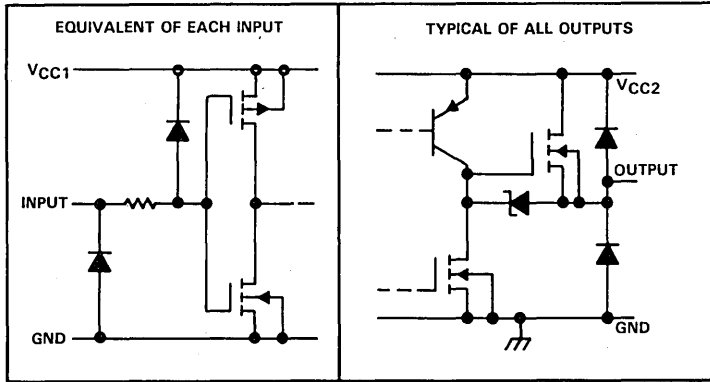 EQUIVALENT OF EACH INPUT
VCC1
INPUT
GND
TYPICAL OF ALL OUTPUTS
VCC2
OUTPUT
GND